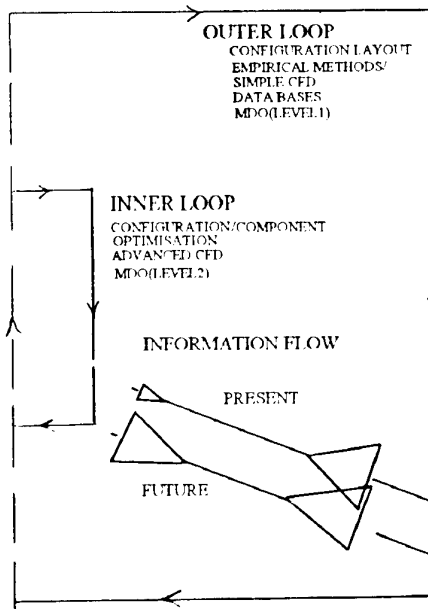 OUTER LOOP
CONFIGURATION LAYOUT
EMPIRICAL METHODS/
SIMPLE CFD
DATA BASES
MDO(LEVEL1)
INNER LOOP
CONFIGURATION/COMPONENT
OPTIMISATION
ADVANCED CFD
MDO(LEVEL2)
INFORMATION FLOW
PRESENT
FUTURE